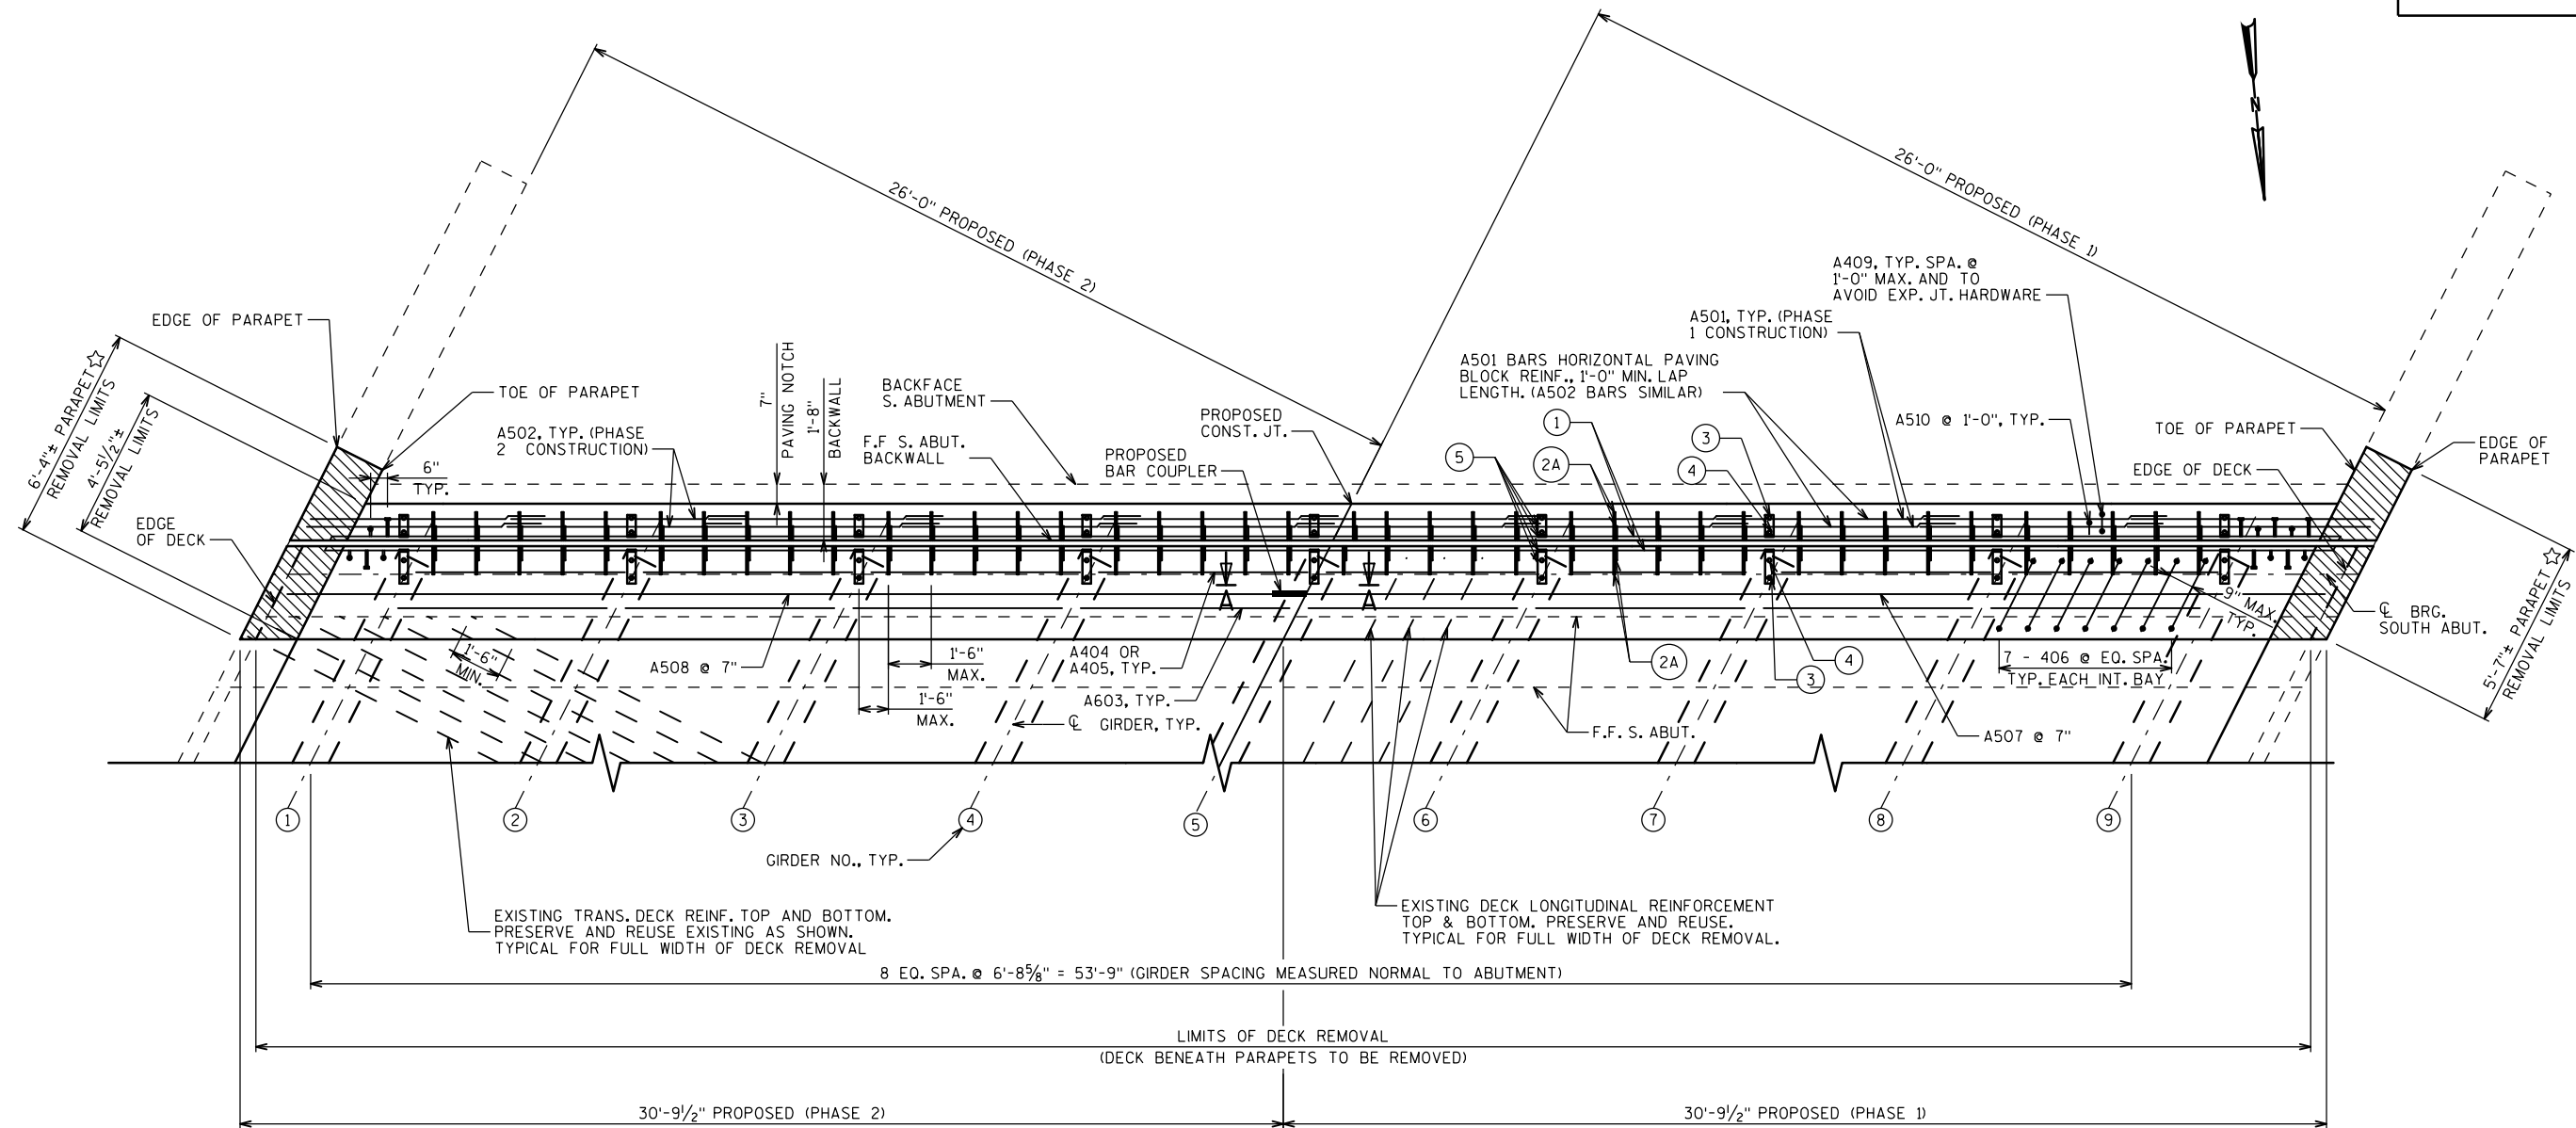 N
26'-0" PROPOSED (PHASE 2)
26'-0" PROPOSED (PHASE 1)
A409, TYP. SPA. @
1'-0" MAX. AND TO
AVOID EXP. JT. HARDWARE
EDGE OF PARAPET
A501, TYP. (PHASE
1 CONSTRUCTION)
6'-4"± PARAPET ☆
REMOVAL LIMITS
4'-5½"±
REMOVAL LIMITS
TOE OF PARAPET
7"
PAVING NOTCH
1'-8"
BACKWALL
BACKFACE
S. ABUTMENT
A501 BARS HORIZONTAL PAVING
BLOCK REINF., 1'-0" MIN. LAP
LENGTH. (A502 BARS SIMILAR)
PROPOSED
CONST. JT.
A510 @ 1'-0", TYP.
TOE OF PARAPET
EDGE OF
PARAPET
A502, TYP. (PHASE
2 CONSTRUCTION)
F.F S. ABUT.
BACKWALL
PROPOSED
BAR COUPLER
1
3
5
2A
4
EDGE OF DECK
6"
TYP.
EDGE
OF DECK
A
A
9" MAX.
TYP.
℄ BRG.
SOUTH ABUT.
5'-7"± PARAPET ☆
REMOVAL LIMITS
1'-6"
MIN.
A508 @ 7"
1'-6"
MAX.
1'-6"
MAX.
A404 OR
A405, TYP.
A603, TYP.
℄ GIRDER, TYP.
2A
4
3
7 - 406 @ EQ. SPA.
TYP. EACH INT. BAY
F.F. S. ABUT.
A507 @ 7"
1
2
3
4
5
6
7
8
9
GIRDER NO., TYP.
EXISTING TRANS. DECK REINF. TOP AND BOTTOM.
PRESERVE AND REUSE EXISTING AS SHOWN.
TYPICAL FOR FULL WIDTH OF DECK REMOVAL
EXISTING DECK LONGITUDINAL REINFORCEMENT
TOP & BOTTOM. PRESERVE AND REUSE.
TYPICAL FOR FULL WIDTH OF DECK REMOVAL.
8 EQ. SPA. @ 6'-8⅝" = 53'-9" (GIRDER SPACING MEASURED NORMAL TO ABUTMENT)
LIMITS OF DECK REMOVAL
(DECK BENEATH PARAPETS TO BE REMOVED)
30'-9½" PROPOSED (PHASE 2)
30'-9½" PROPOSED (PHASE 1)